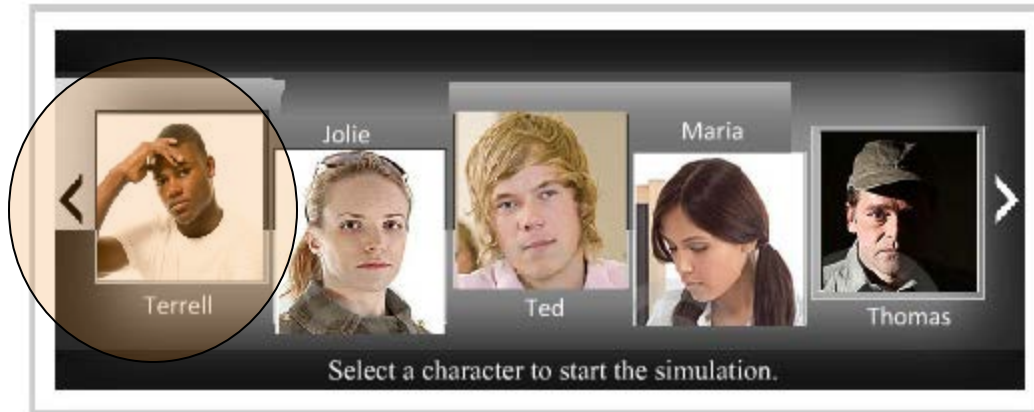 Jolie
Maria
Terrell
Ted
Thomas
Select a character to start the simulation.